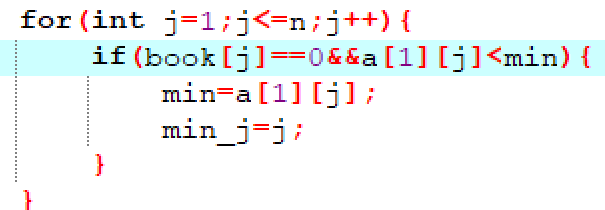 for(int j=1;j<=n;j++){
if(book[j]==0&&a[1][j]<min){
min=a[1][j];
min_j=j;
}
}